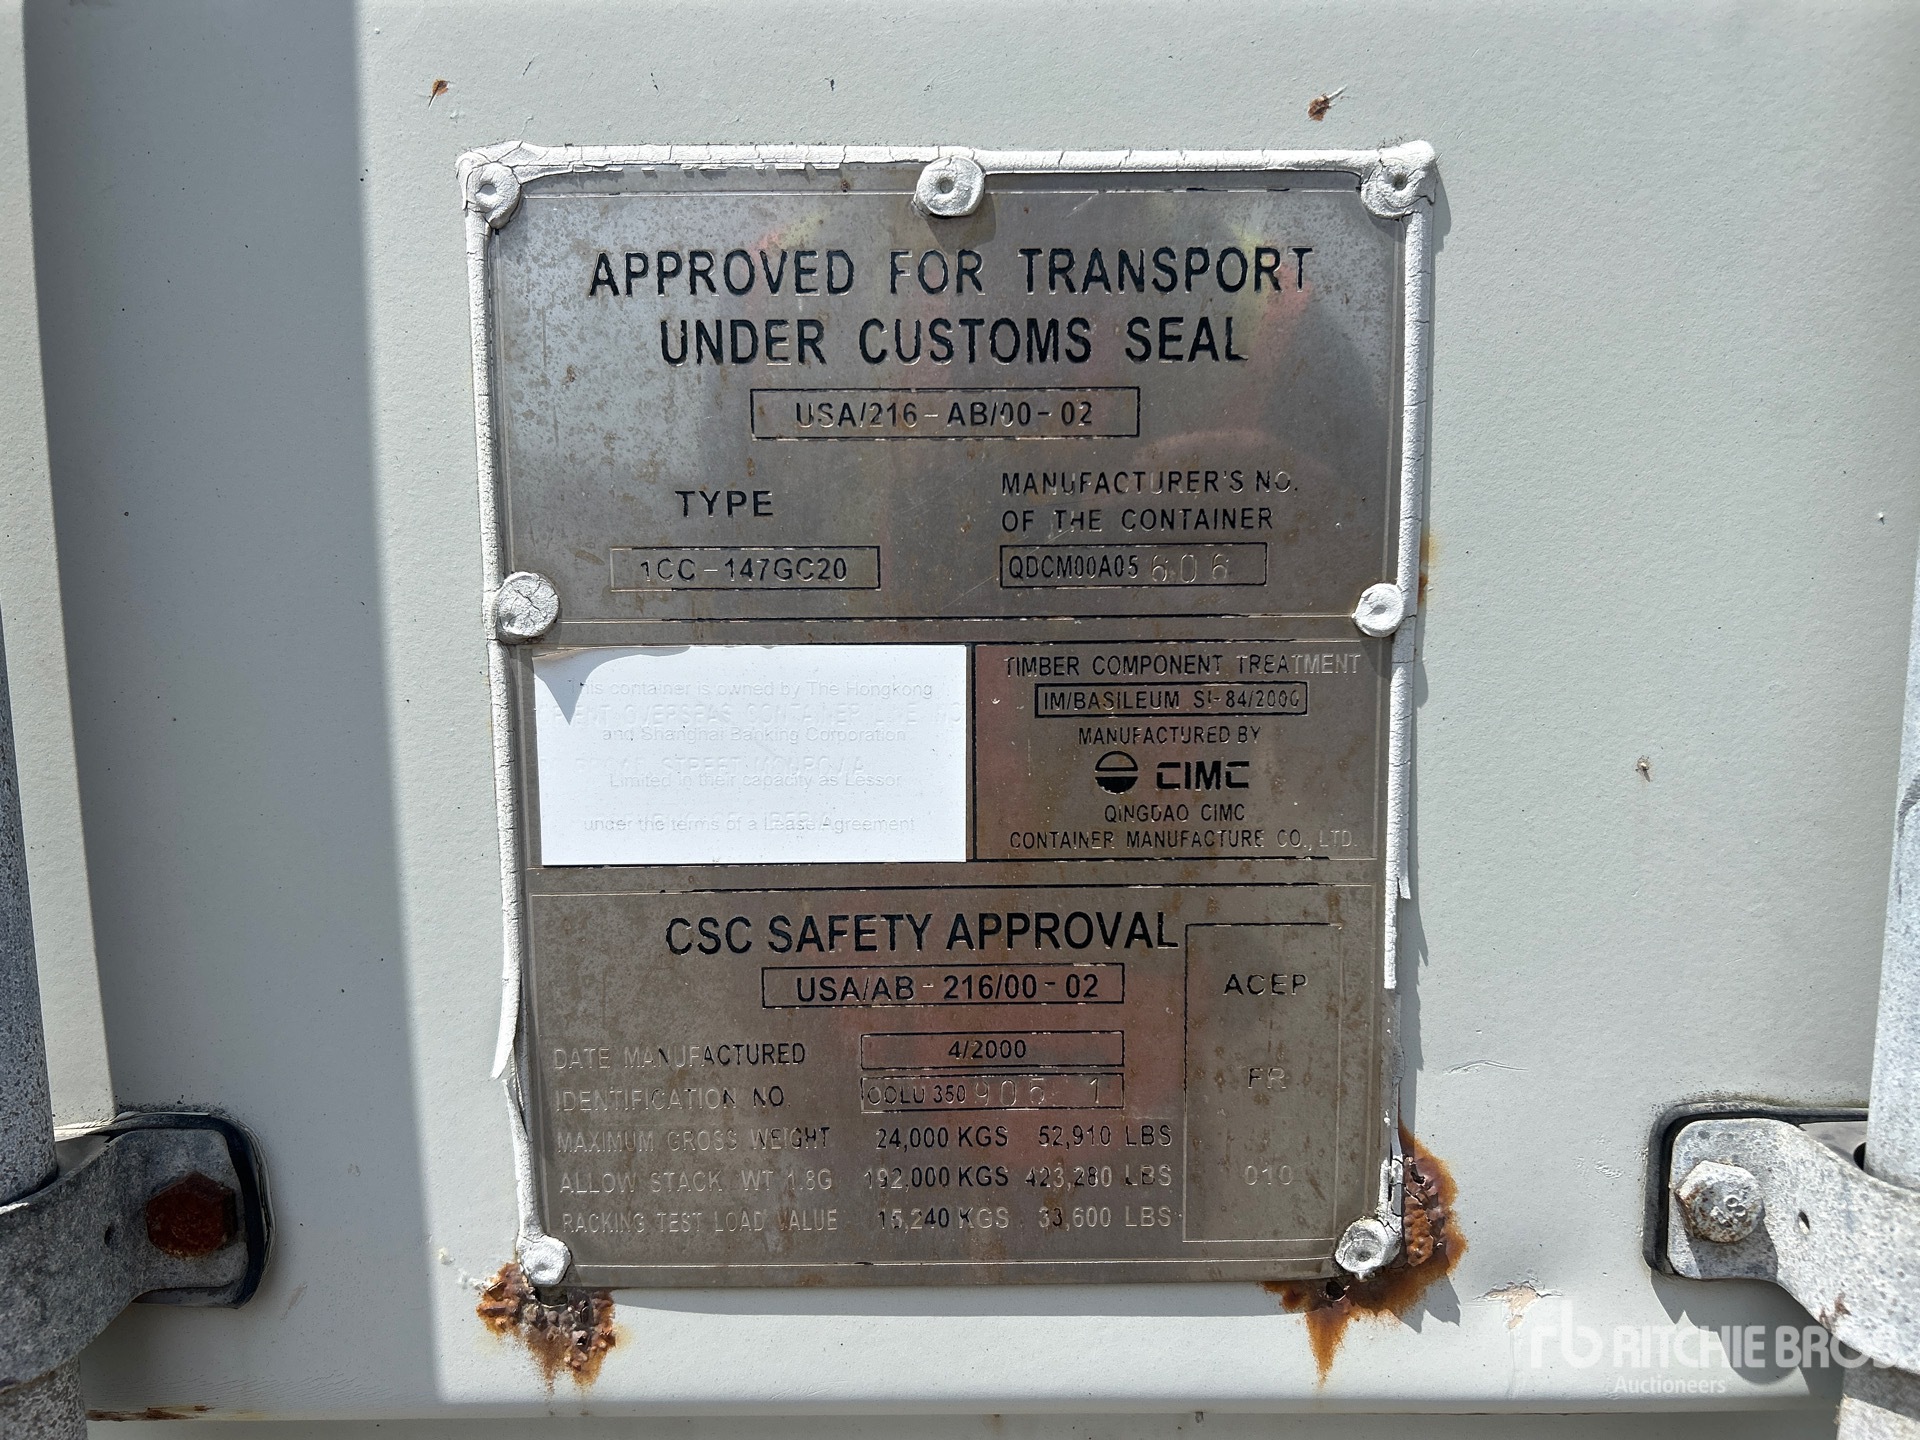 APPROVED FOR TRANSPORT
UNDER CUSTOMS SEAL
USA/216-AB/00-02
TYPE
1CC-147GC20
MANUFACTURER'S NO.
OF THE CONTAINER
QDCM00A05 606
This container is owned by The Hongkong
and Shanghai Banking Corporation
Limited in their capacity as Lessor
under the terms of a Lease Agreement
TIMBER COMPONENT TREATMENT
IM/BASILEUM SI-84/2000
MANUFACTURED BY
CIMC
QINGDAO CIMC
CONTAINER MANUFACTURE CO., LTD.
CSC SAFETY APPROVAL
USA/AB-216/00-02
DATE MANUFACTURED 4/2000
IDENTIFICATION NO. OOLU 350905 1
MAXIMUM GROSS WEIGHT 24,000 KGS 52,910 LBS
ALLOW STACK. WT 1.8G 192,000 KGS 423,280 LBS
RACKING TEST LOAD VALUE 15,240 KGS 33,600 LBS
ACEP
FR
010
rb RITCHIE BROS
Auctioneers